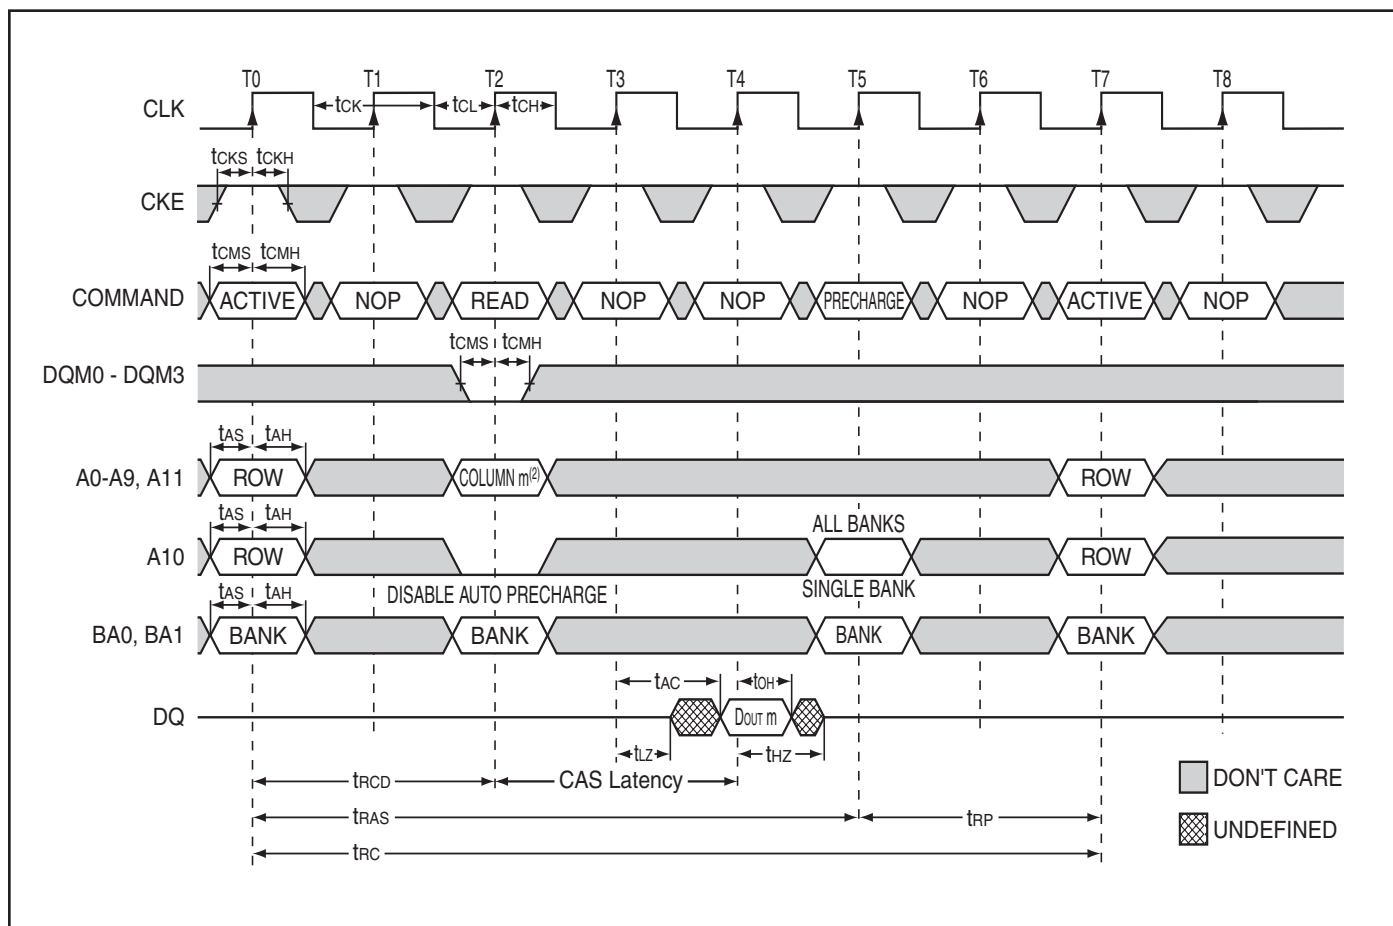 T0 T1 T2 T3 T4 T5 T6 T7 T8
CLK tCK tCL tCH
tCKS tCKH
CKE
tCMS tCMH
COMMAND ACTIVE NOP READ NOP NOP PRECHARGE NOP ACTIVE NOP
tCMS tCMH
DQM0 - DQM3
tAS tAH
A0-A9, A11 ROW COLUMN m(2) ROW
tAS tAH ALL BANKS
A10 ROW ROW
DISABLE AUTO PRECHARGE SINGLE BANK
tAS tAH
BA0, BA1 BANK BANK BANK BANK
tAC tOH
DQ DOUT m
tLZ tHZ
tRCD CAS Latency DON'T CARE
tRAS tRP UNDEFINED
tRC